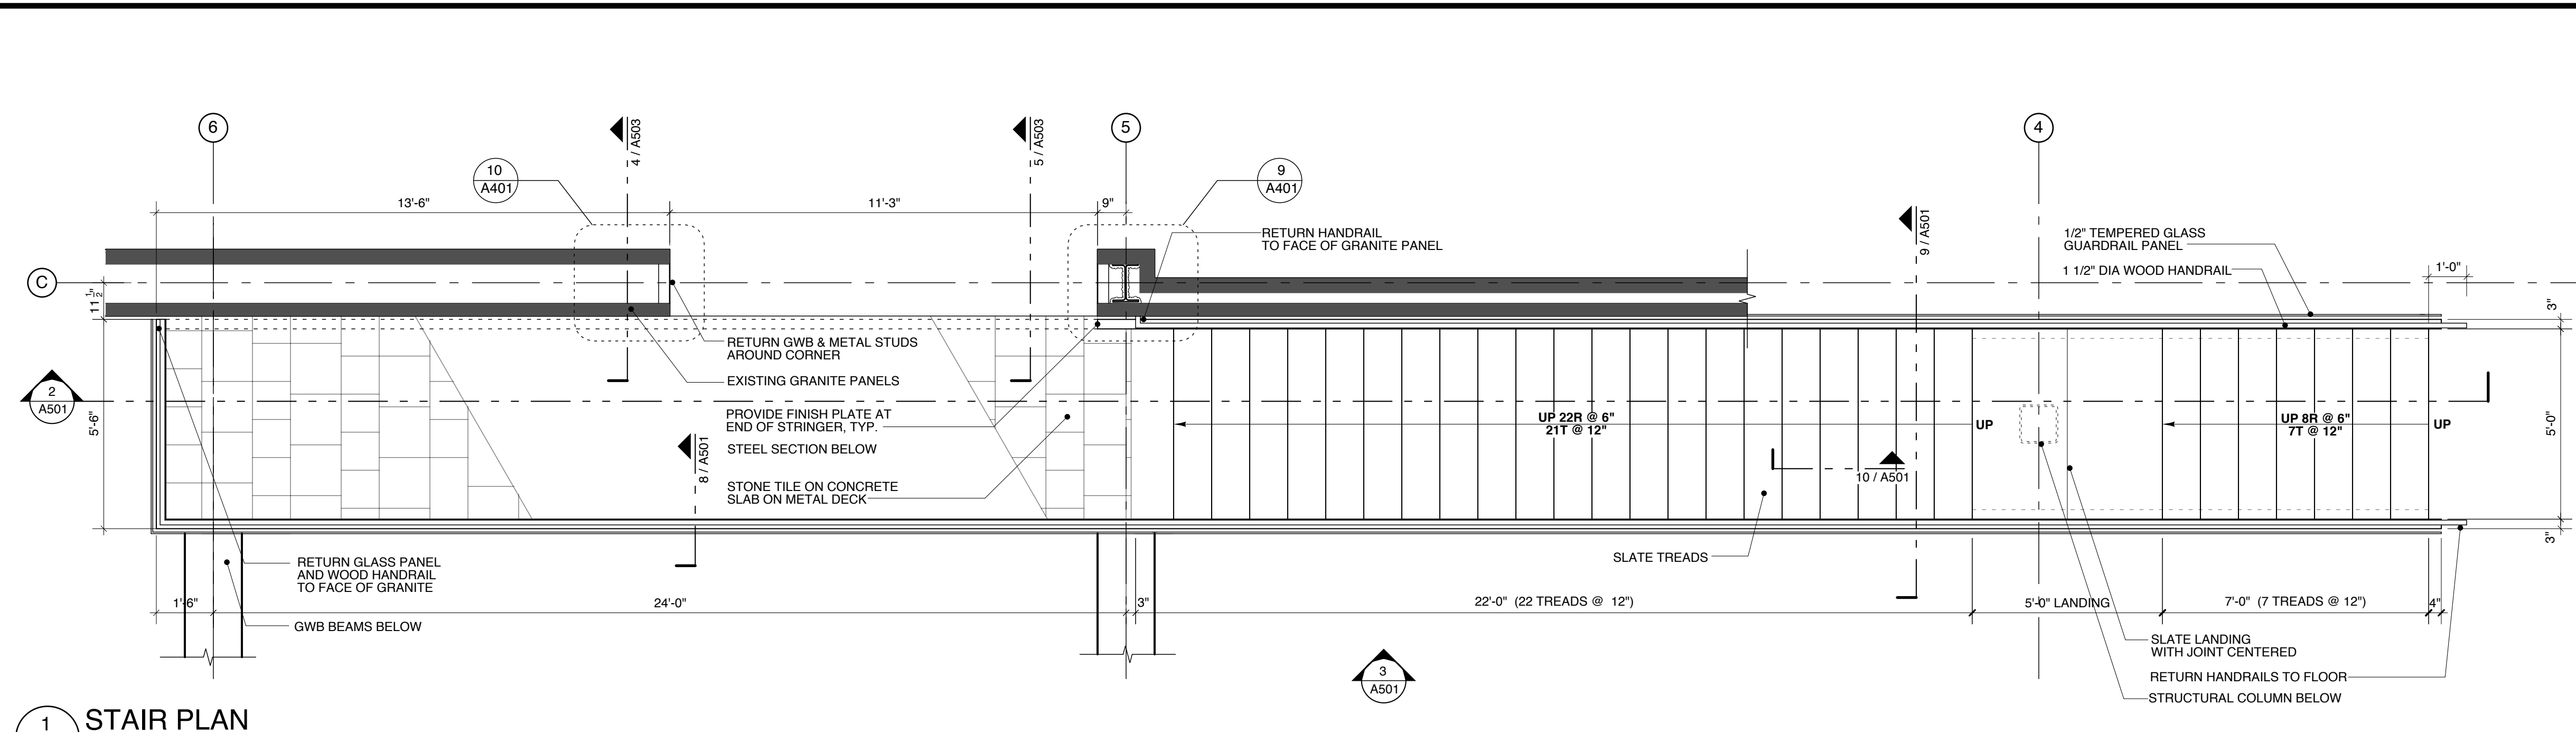 6
5
4
4 / A503
5 / A503
10
A401
9
A401
13'-6"
11'-3"
9"
9 / A501
RETURN HANDRAIL
TO FACE OF GRANITE PANEL
1/2" TEMPERED GLASS
GUARDRAIL PANEL
1 1/2" DIA WOOD HANDRAIL
1'-0"
C
11 1/2"
3"
RETURN GWB & METAL STUDS
AROUND CORNER
EXISTING GRANITE PANELS
2
A501
5'-6"
PROVIDE FINISH PLATE AT
END OF STRINGER, TYP.
STEEL SECTION BELOW
8 / A501
STONE TILE ON CONCRETE
SLAB ON METAL DECK
UP 22R @ 6"
21T @ 12"
UP
UP 8R @ 6"
7T @ 12"
UP
5'-0"
10 / A501
3"
SLATE TREADS
RETURN GLASS PANEL
AND WOOD HANDRAIL
TO FACE OF GRANITE
1'-6"
24'-0"
3"
22'-0" (22 TREADS @ 12")
5'-0" LANDING
7'-0" (7 TREADS @ 12")
4"
GWB BEAMS BELOW
SLATE LANDING
WITH JOINT CENTERED
RETURN HANDRAILS TO FLOOR
STRUCTURAL COLUMN BELOW
3
A501
1
STAIR PLAN